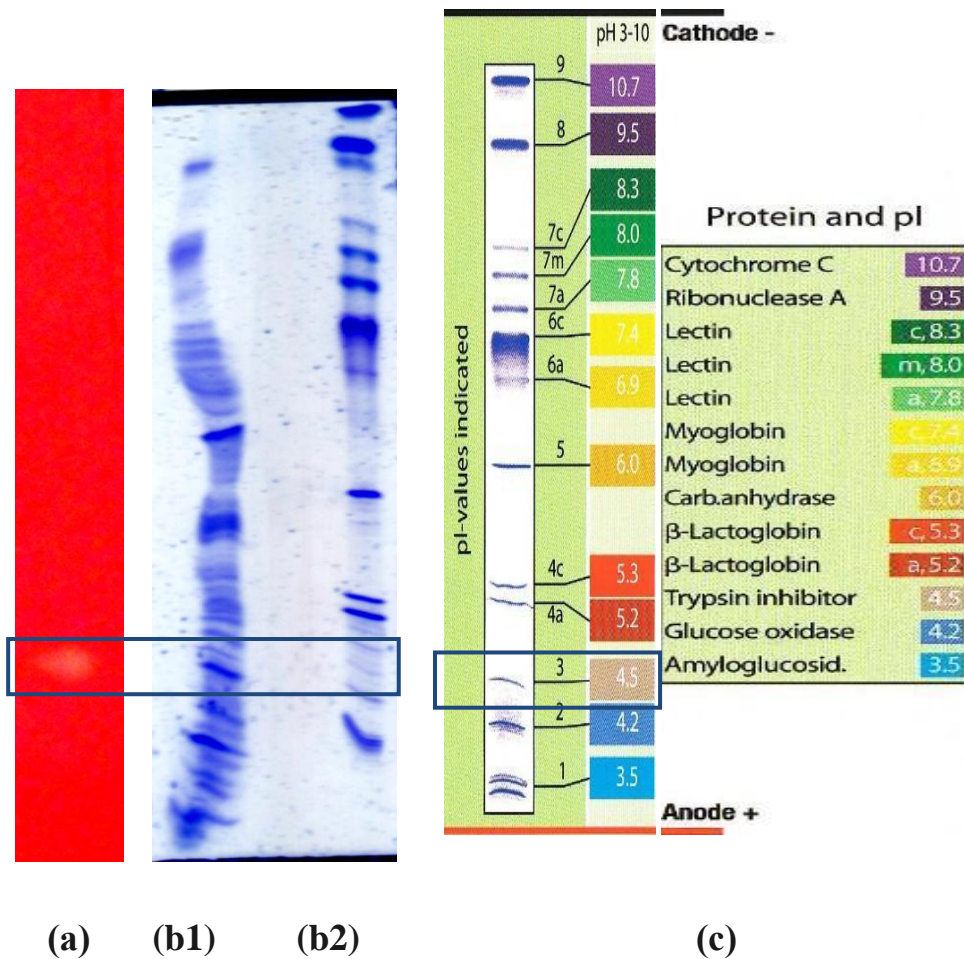 pH 3-10
Cathode -
9
10.7
8
9.5
8.3
7c
8.0
7m
7.8
7a
6c
7.4
6a
6.9
5
6.0
4c
5.3
4a
5.2
3
4.5
2
4.2
1
3.5
pI-values indicated
Anode +
Protein and pI
Cytochrome C 10.7
Ribonuclease A 9.5
Lectin c, 8.3
Lectin m, 8.0
Lectin a, 7.8
Myoglobin c, 7.4
Myoglobin a, 6.9
Carb.anhydrase 6.0
β-Lactoglobin c, 5.3
β-Lactoglobin a, 5.2
Trypsin inhibitor 4.5
Glucose oxidase 4.2
Amyloglucosid. 3.5
(a) (b1) (b2) (c)